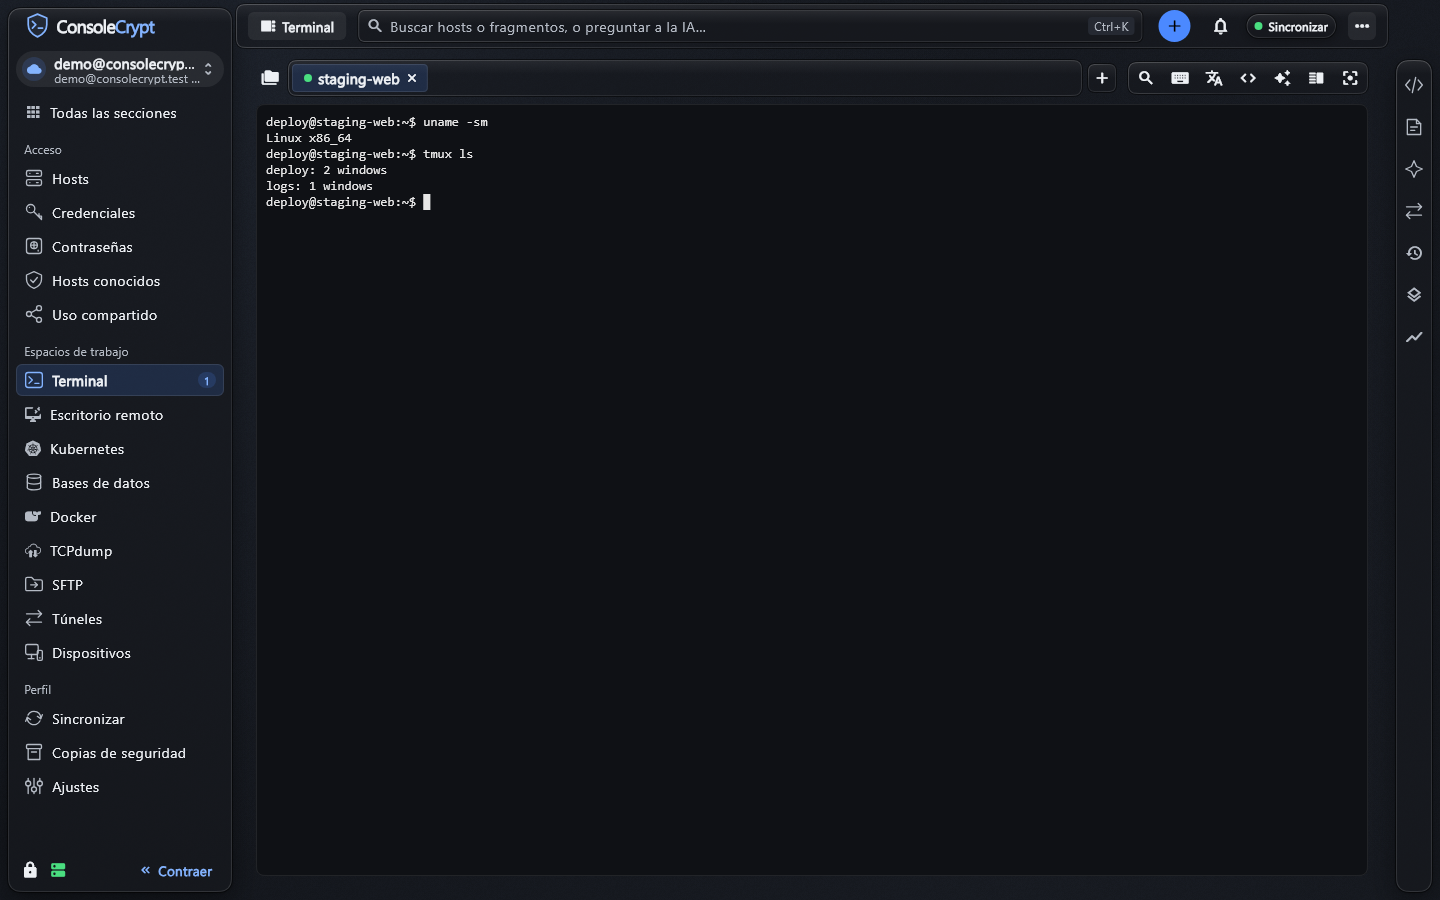 ConsoleCrypt
demo@consolecryp...
demo@consolecrypt.test ...
Todas las secciones
Acceso
Hosts
Credenciales
Contraseñas
Hosts conocidos
Uso compartido
Espacios de trabajo
Terminal 1
Escritorio remoto
Kubernetes
Bases de datos
Docker
TCPdump
SFTP
Túneles
Dispositivos
Perfil
Sincronizar
Copias de seguridad
Ajustes
« Contraer
Terminal
Buscar hosts o fragmentos, o preguntar a la IA...
Ctrl+K
Sincronizar
staging-web
deploy@staging-web:~$ uname -sm
Linux x86_64
deploy@staging-web:~$ tmux ls
deploy: 2 windows
logs: 1 windows
deploy@staging-web:~$